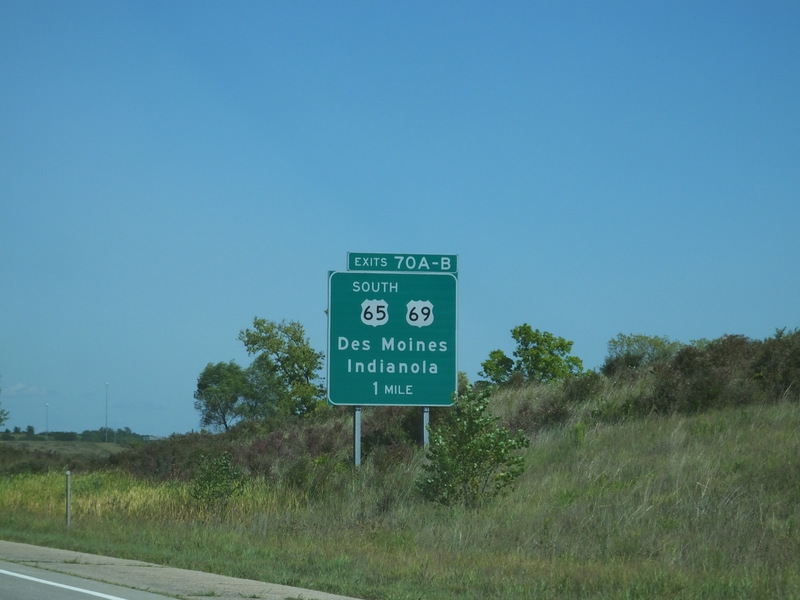 EXITS 70A-B
SOUTH
65 69
Des Moines
Indianola
1 MILE